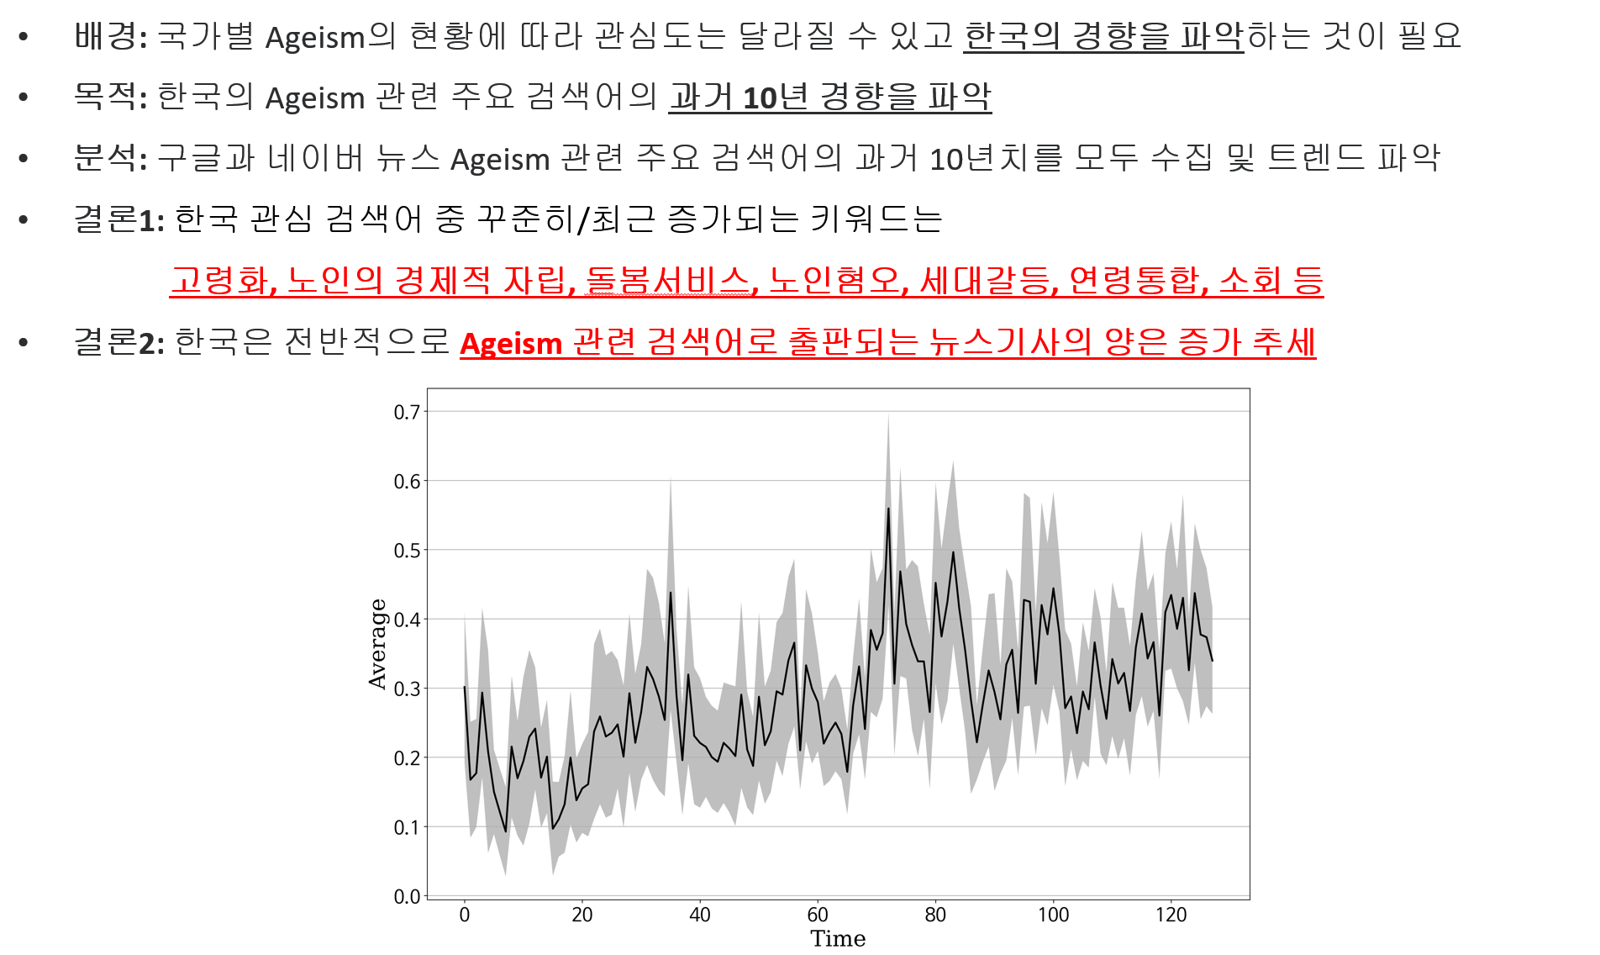 • 배경: 국가별 Ageism의 현황에 따라 관심도는 달라질 수 있고 한국의 경향을 파악하는 것이 필요
• 목적: 한국의 Ageism 관련 주요 검색어의 과거 10년 경향을 파악
• 분석: 구글과 네이버 뉴스 Ageism 관련 주요 검색어의 과거 10년치를 모두 수집 및 트렌드 파악
• 결론1: 한국 관심 검색어 중 꾸준히/최근 증가되는 키워드는
고령화, 노인의 경제적 자립, 돌봄서비스, 노인혐오, 세대갈등, 연령통합, 소회 등
• 결론2: 한국은 전반적으로 Ageism 관련 검색어로 출판되는 뉴스기사의 양은 증가 추세
0.7
0.6
0.5
0.4
0.3
0.2
0.1
0.0
Average
0 20 40 60 80 100 120
Time